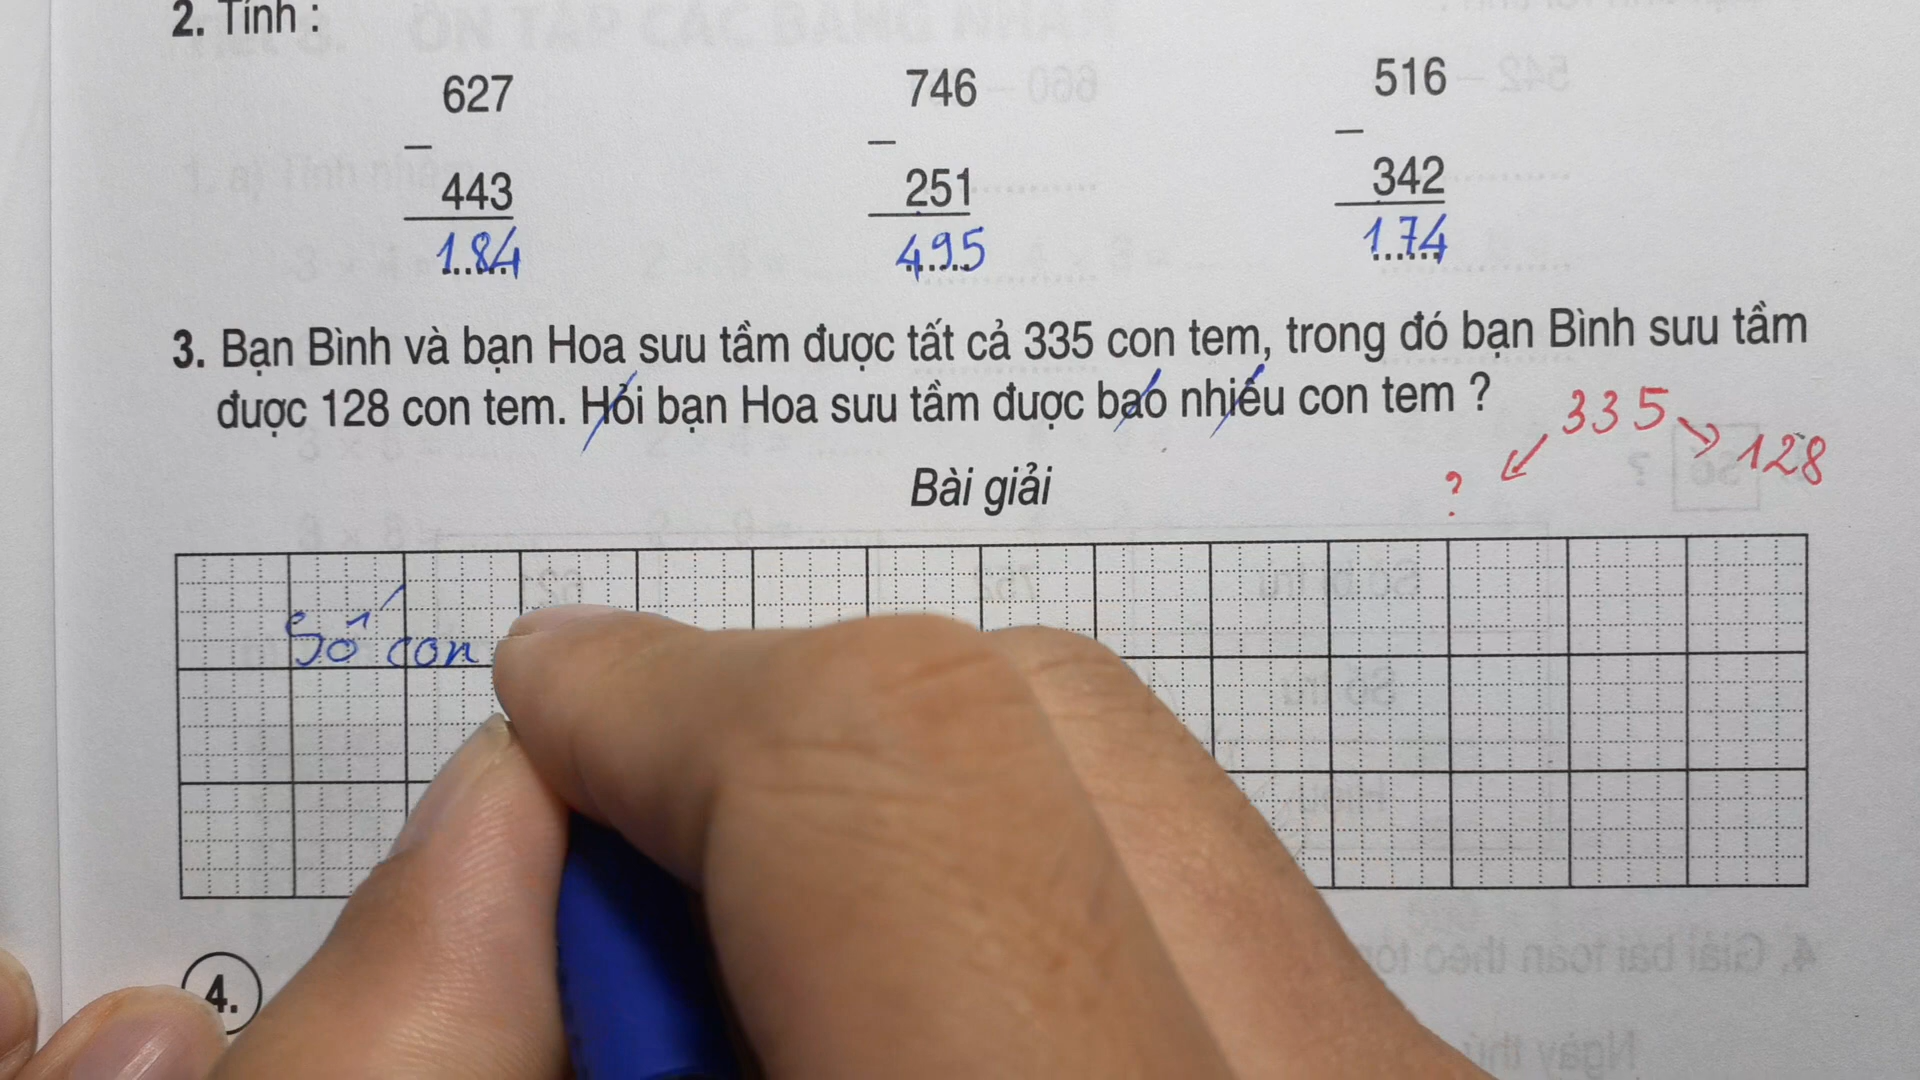 2. Tính :
627 746 516
− − −
443 251 342
184 495 174
3. Bạn Bình và bạn Hoa sưu tầm được tất cả 335 con tem, trong đó bạn Bình sưu tầm
được 128 con tem. Hỏi bạn Hoa sưu tầm được bao nhiêu con tem ?
335
? 128
Bài giải
Số con
4.